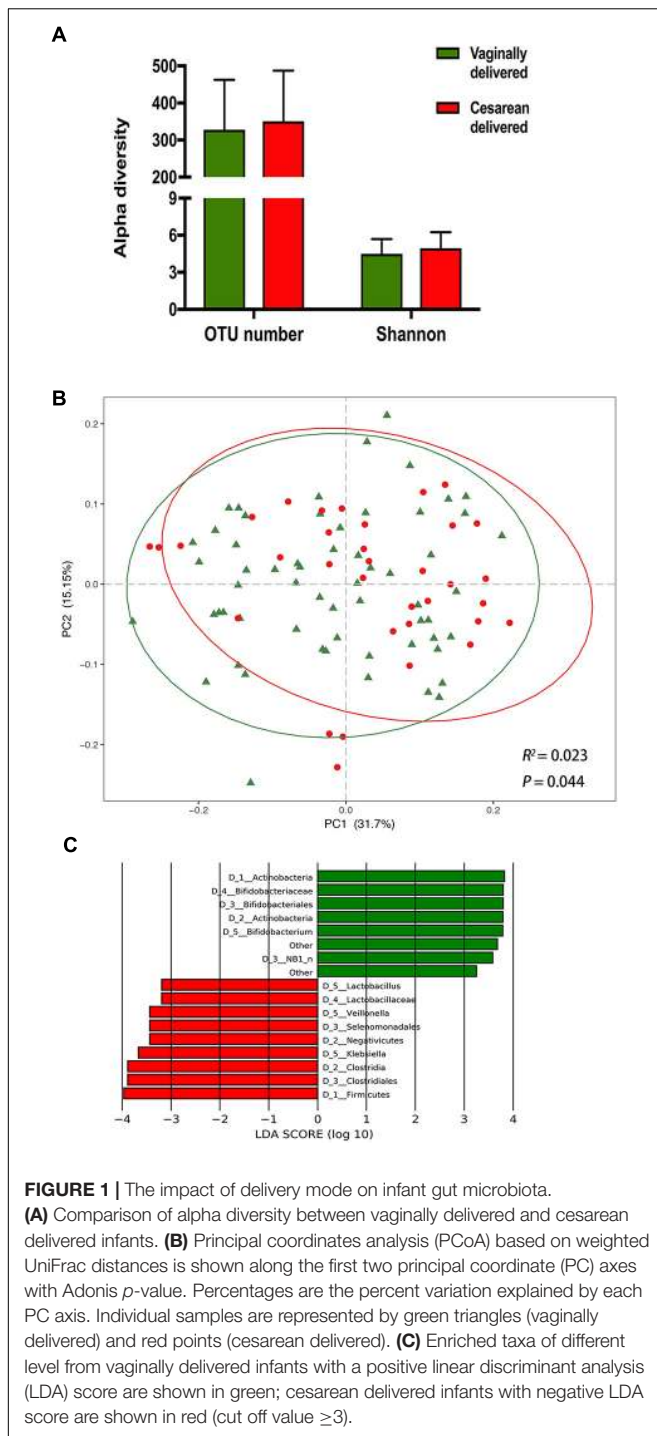 A
Vaginally
delivered
Cesarean
delivered
Alpha diversity
500
400
300
200
9
6
3
0
OTU number
Shannon
B
PC2 (15.15%)
0.2
0.1
0.0
−0.1
−0.2
R² = 0.023
P = 0.044
−0.2
0.0
0.2
PC1 (31.7%)
C
D_1__Actinobacteria
D_4__Bifidobacteriaceae
D_3__Bifidobacteriales
D_2__Actinobacteria
D_5__Bifidobacterium
Other
D_3__NB1_n
Other
D_5__Lactobacillus
D_4__Lactobacillaceae
D_5__Veillonella
D_3__Selenomonadales
D_2__Negativicutes
D_5__Klebsiella
D_2__Clostridia
D_3__Clostridiales
D_1__Firmicutes
−4 −3 −2 −1 0 1 2 3 4
LDA SCORE (log 10)
FIGURE 1 | The impact of delivery mode on infant gut microbiota.
(A) Comparison of alpha diversity between vaginally delivered and cesarean
delivered infants. (B) Principal coordinates analysis (PCoA) based on weighted
UniFrac distances is shown along the first two principal coordinate (PC) axes
with Adonis p-value. Percentages are the percent variation explained by each
PC axis. Individual samples are represented by green triangles (vaginally
delivered) and red points (cesarean delivered). (C) Enriched taxa of different
level from vaginally delivered infants with a positive linear discriminant analysis
(LDA) score are shown in green; cesarean delivered infants with negative LDA
score are shown in red (cut off value ≥3).